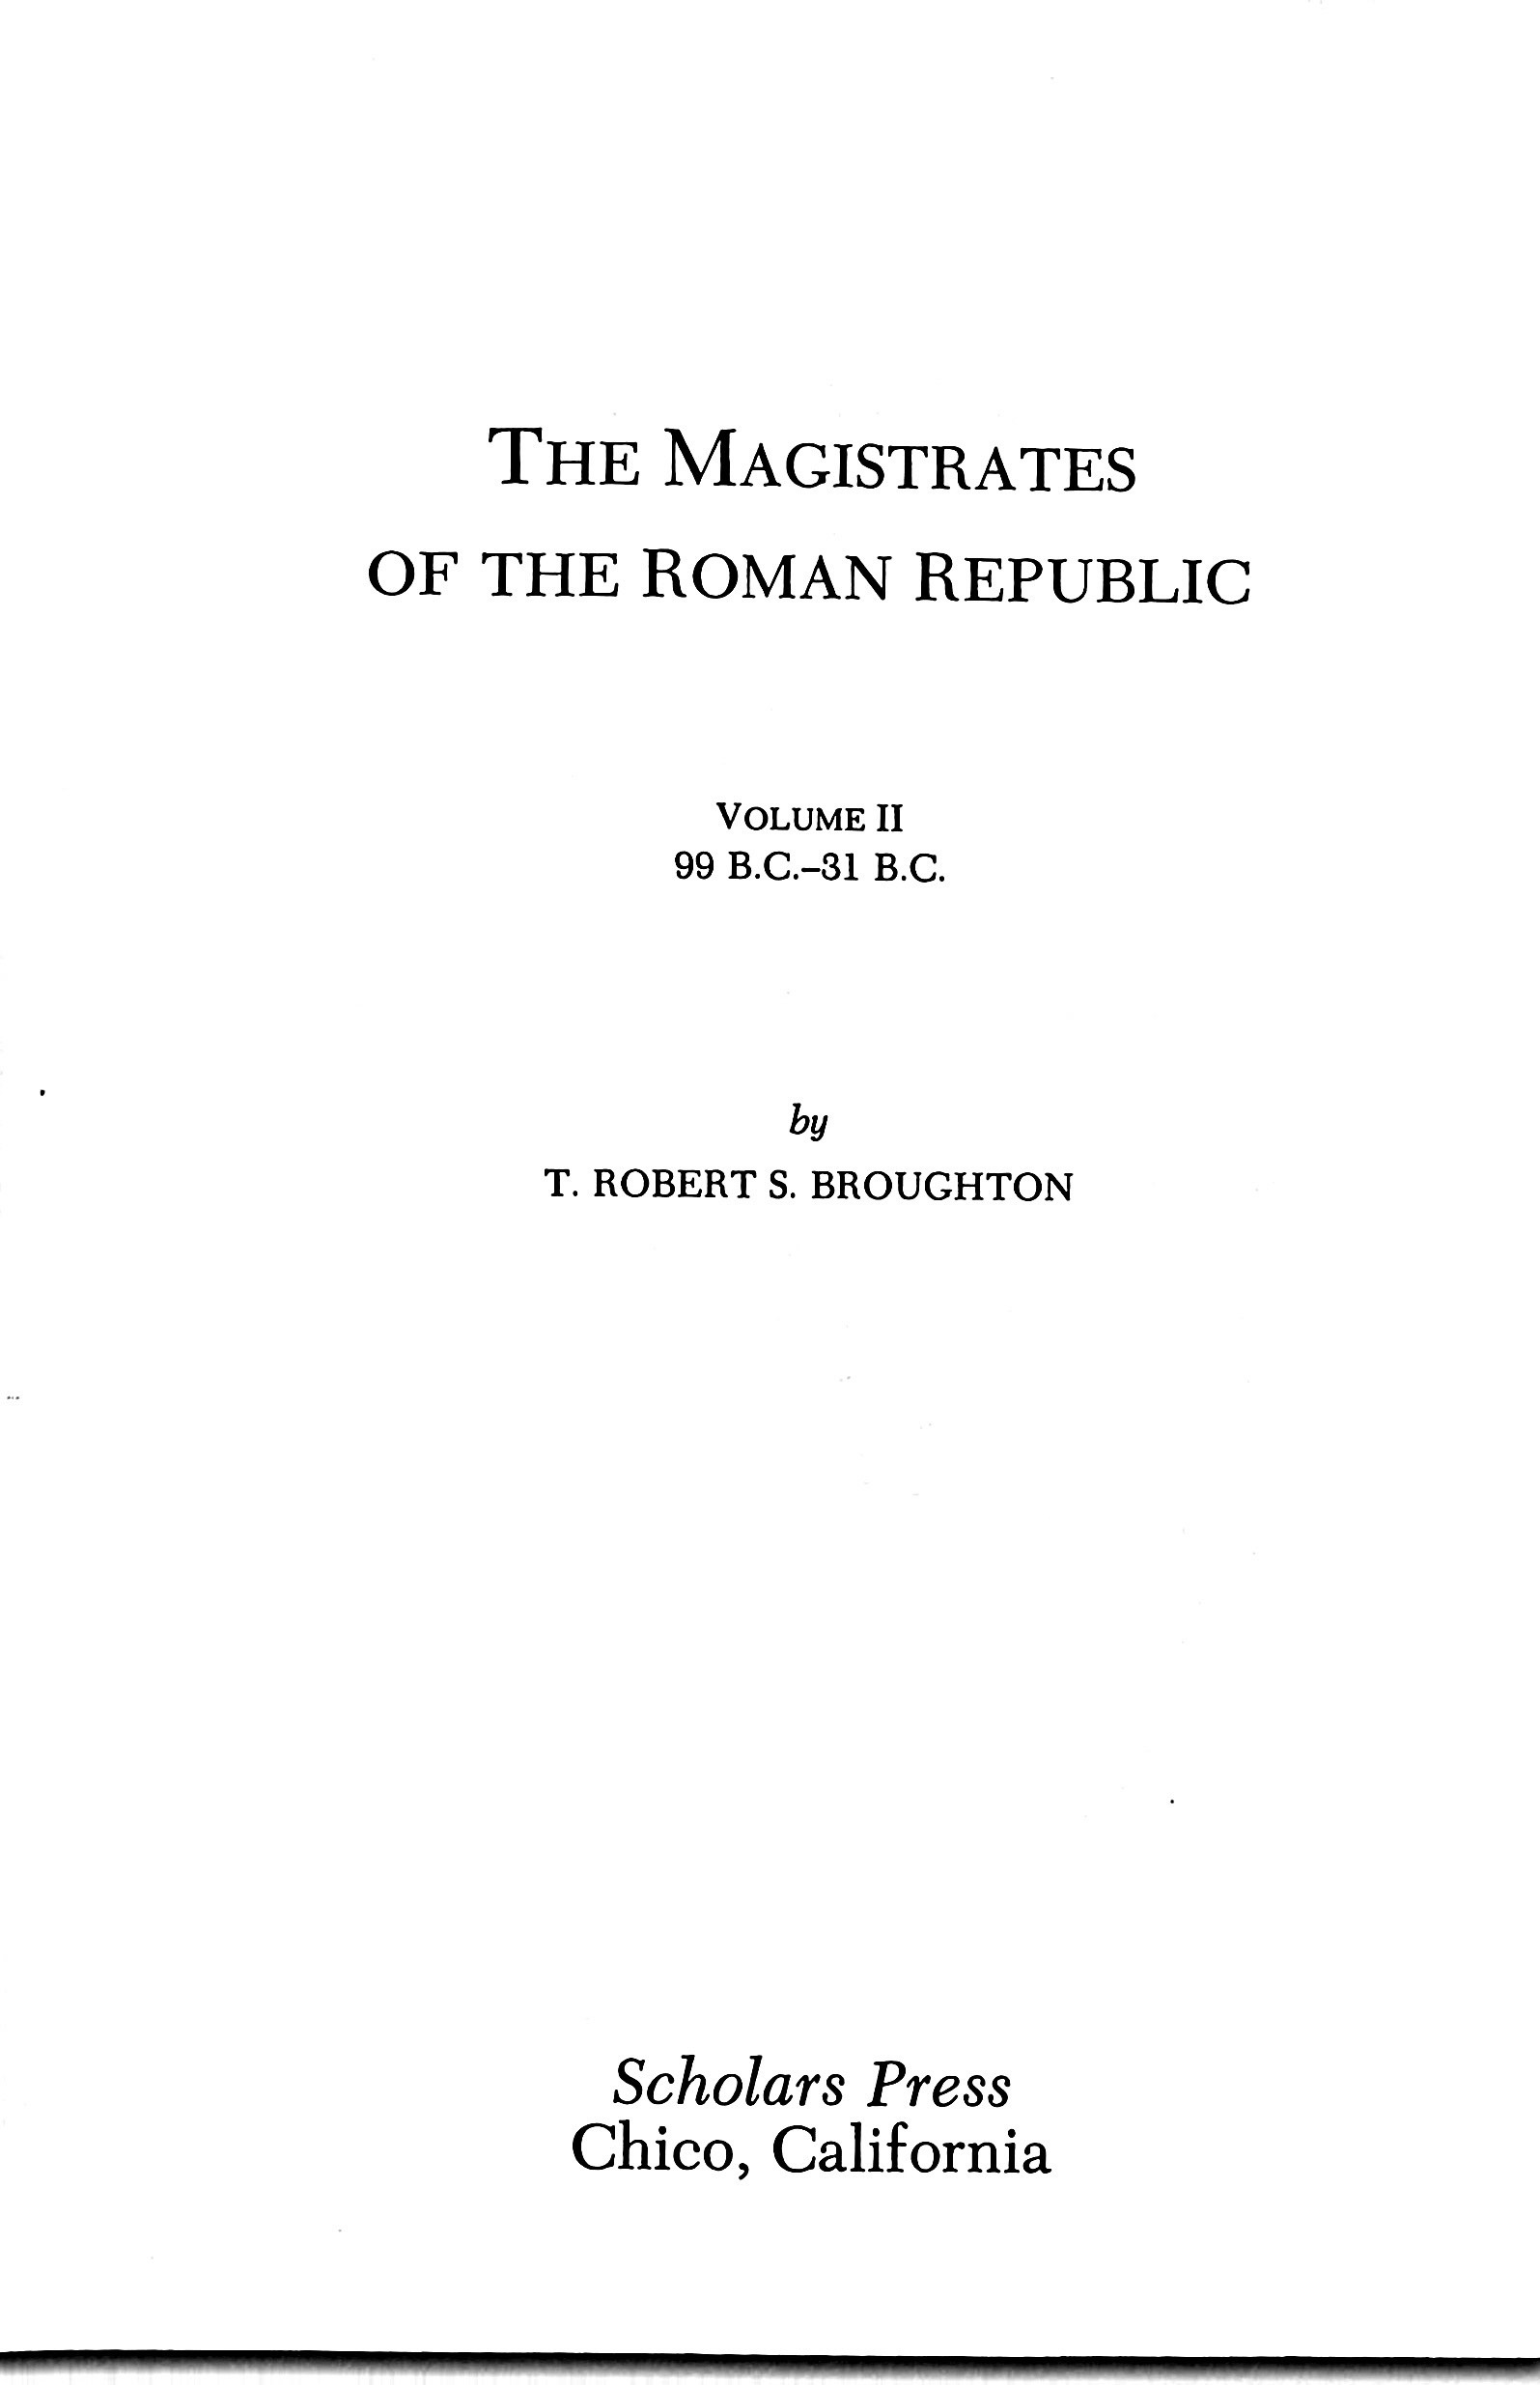 THE MAGISTRATES
OF THE ROMAN REPUBLIC
VOLUME II
99 B.C.–31 B.C.
by
T. ROBERT S. BROUGHTON
Scholars Press
Chico, California